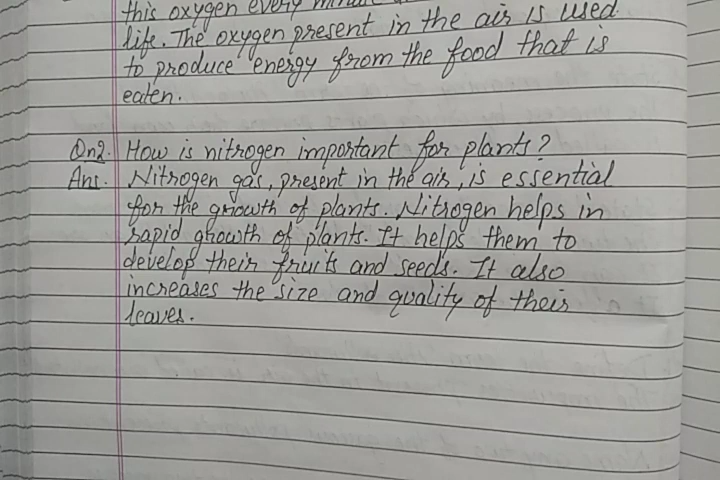 this oxygen every
life. The oxygen present in the air is used
to produce energy from the food that is
eaten.
Qn2. How is nitrogen important for plants?
Ans. Nitrogen gas, present in the air, is essential
for the growth of plants. Nitrogen helps in
rapid growth of plants. It helps them to
develop their fruits and seeds. It also
increases the size and quality of their
leaves.